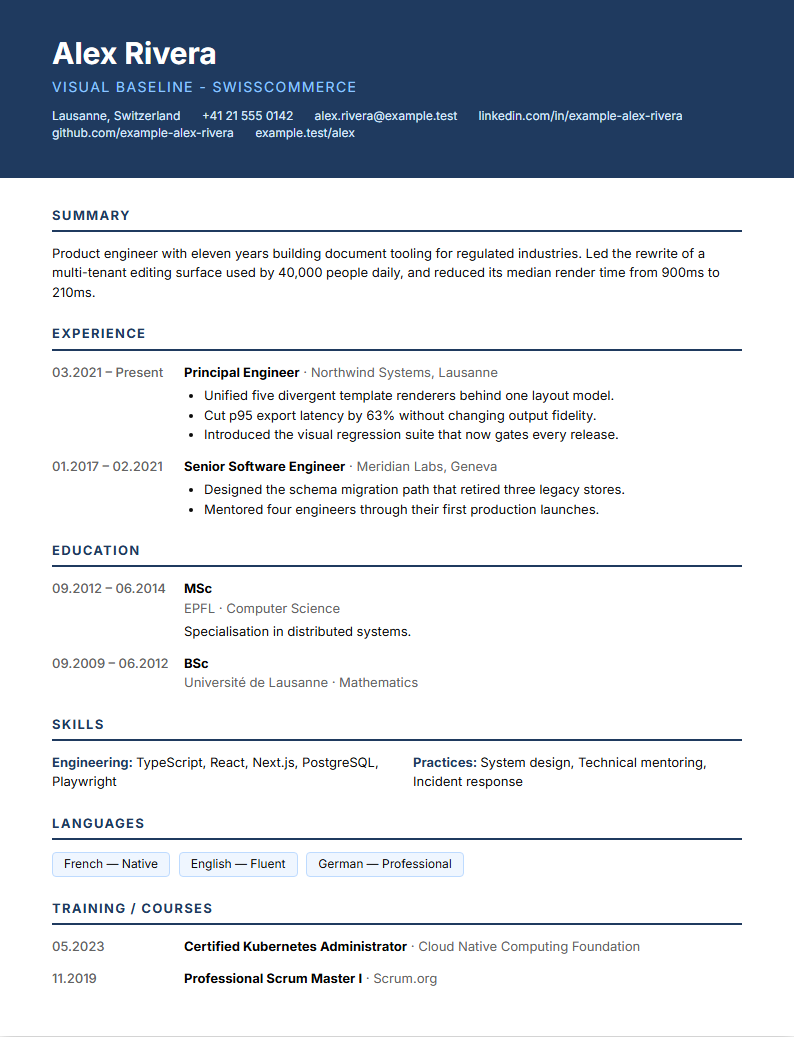 Alex Rivera
VISUAL BASELINE - SWISSCOMMERCE
Lausanne, Switzerland +41 21 555 0142 alex.rivera@example.test linkedin.com/in/example-alex-rivera
github.com/example-alex-rivera example.test/alex
SUMMARY
Product engineer with eleven years building document tooling for regulated industries. Led the rewrite of a
multi-tenant editing surface used by 40,000 people daily, and reduced its median render time from 900ms to
210ms.
EXPERIENCE
03.2021 – Present Principal Engineer · Northwind Systems, Lausanne
• Unified five divergent template renderers behind one layout model.
• Cut p95 export latency by 63% without changing output fidelity.
• Introduced the visual regression suite that now gates every release.
01.2017 – 02.2021 Senior Software Engineer · Meridian Labs, Geneva
• Designed the schema migration path that retired three legacy stores.
• Mentored four engineers through their first production launches.
EDUCATION
09.2012 – 06.2014 MSc
EPFL · Computer Science
Specialisation in distributed systems.
09.2009 – 06.2012 BSc
Université de Lausanne · Mathematics
SKILLS
Engineering: TypeScript, React, Next.js, PostgreSQL,
Playwright
Practices: System design, Technical mentoring,
Incident response
LANGUAGES
French — Native English — Fluent German — Professional
TRAINING / COURSES
05.2023 Certified Kubernetes Administrator · Cloud Native Computing Foundation
11.2019 Professional Scrum Master I · Scrum.org